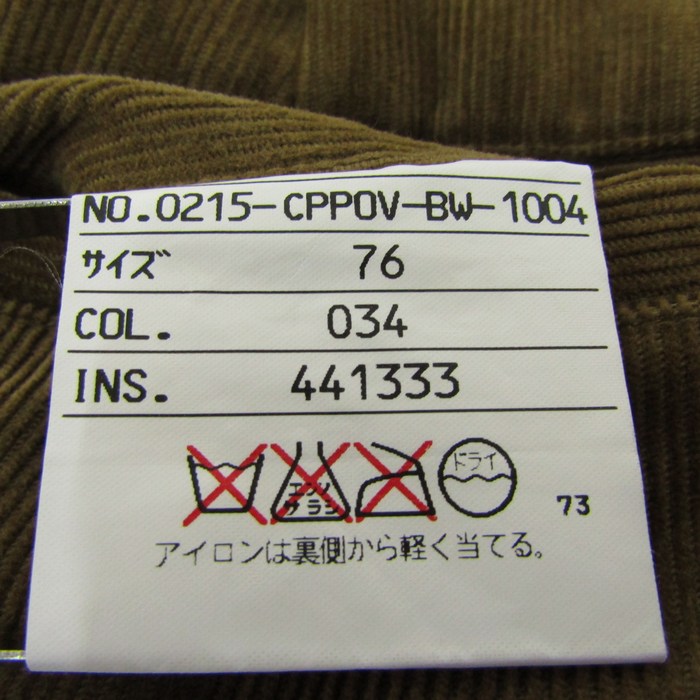 NO.0215-CPPOV-BW-1004
サイズ 76
COL. 034
INS. 441333
エンソ サラシ ドライ
73
アイロンは裏側から軽く当てる。